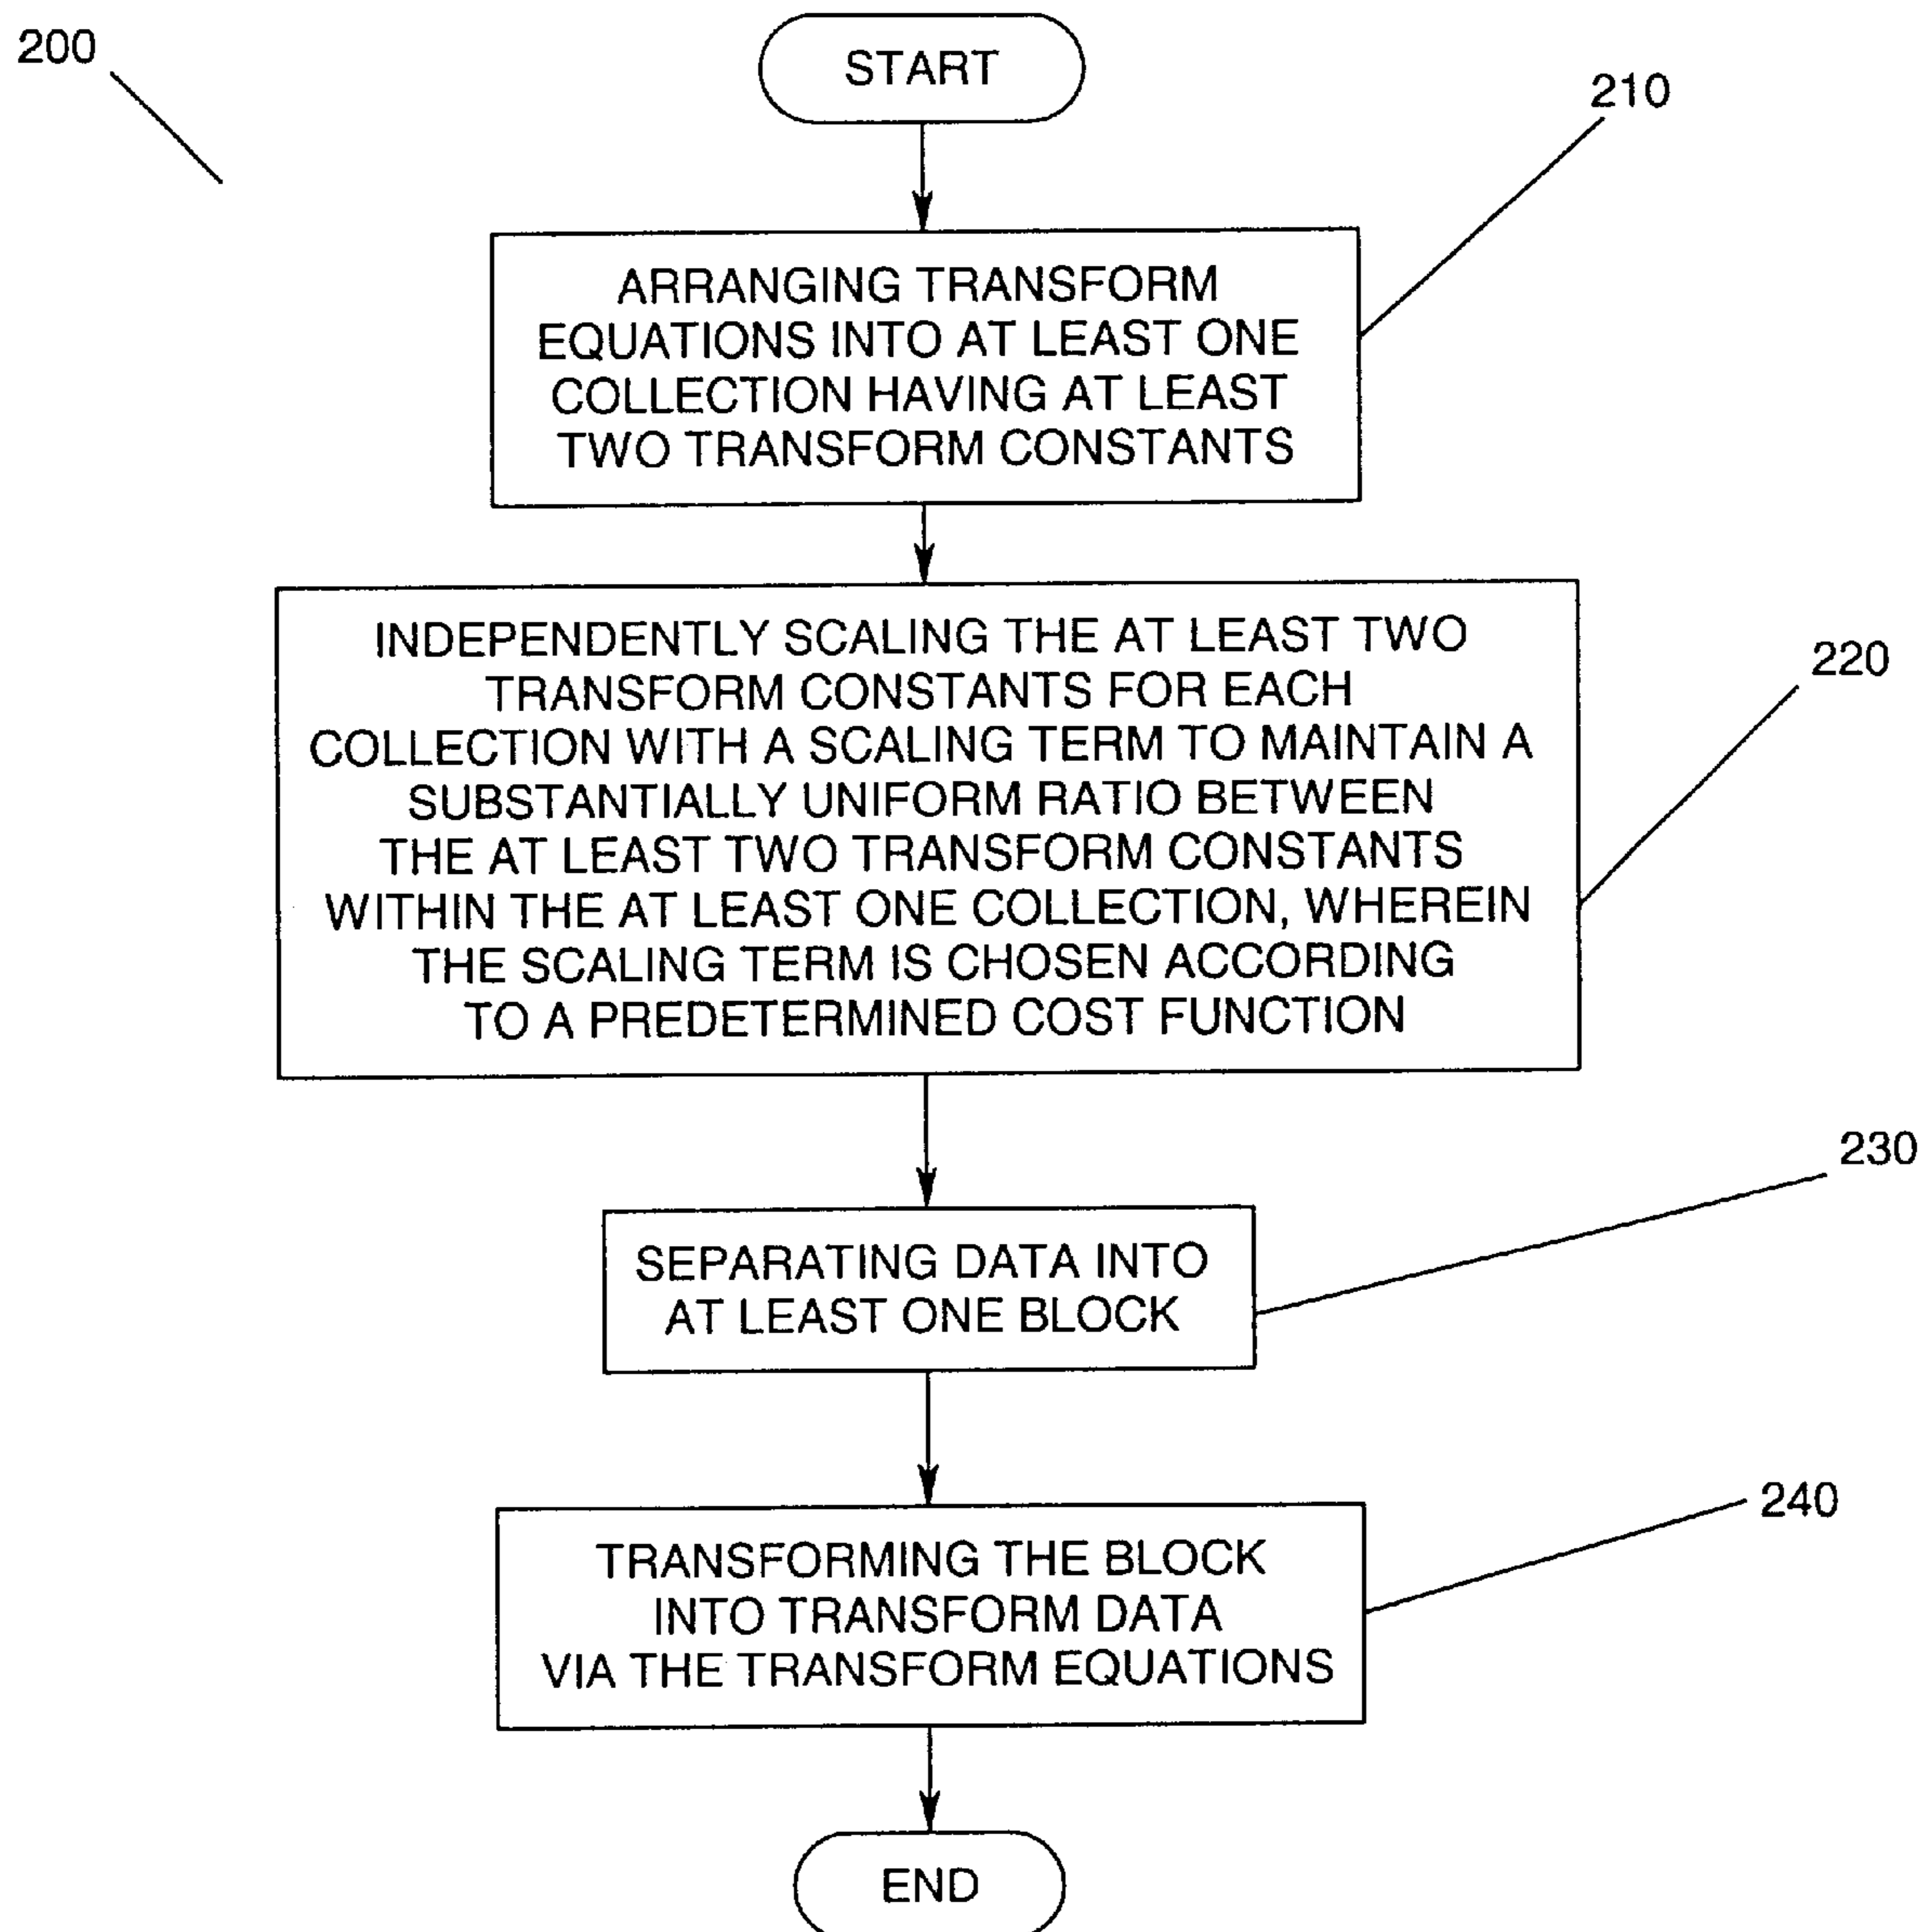 200
START
210
ARRANGING TRANSFORM
EQUATIONS INTO AT LEAST ONE
COLLECTION HAVING AT LEAST
TWO TRANSFORM CONSTANTS
INDEPENDENTLY SCALING THE AT LEAST TWO
TRANSFORM CONSTANTS FOR EACH
COLLECTION WITH A SCALING TERM TO MAINTAIN A
SUBSTANTIALLY UNIFORM RATIO BETWEEN
THE AT LEAST TWO TRANSFORM CONSTANTS
WITHIN THE AT LEAST ONE COLLECTION, WHEREIN
THE SCALING TERM IS CHOSEN ACCORDING
TO A PREDETERMINED COST FUNCTION
220
230
SEPARATING DATA INTO
AT LEAST ONE BLOCK
240
TRANSFORMING THE BLOCK
INTO TRANSFORM DATA
VIA THE TRANSFORM EQUATIONS
END